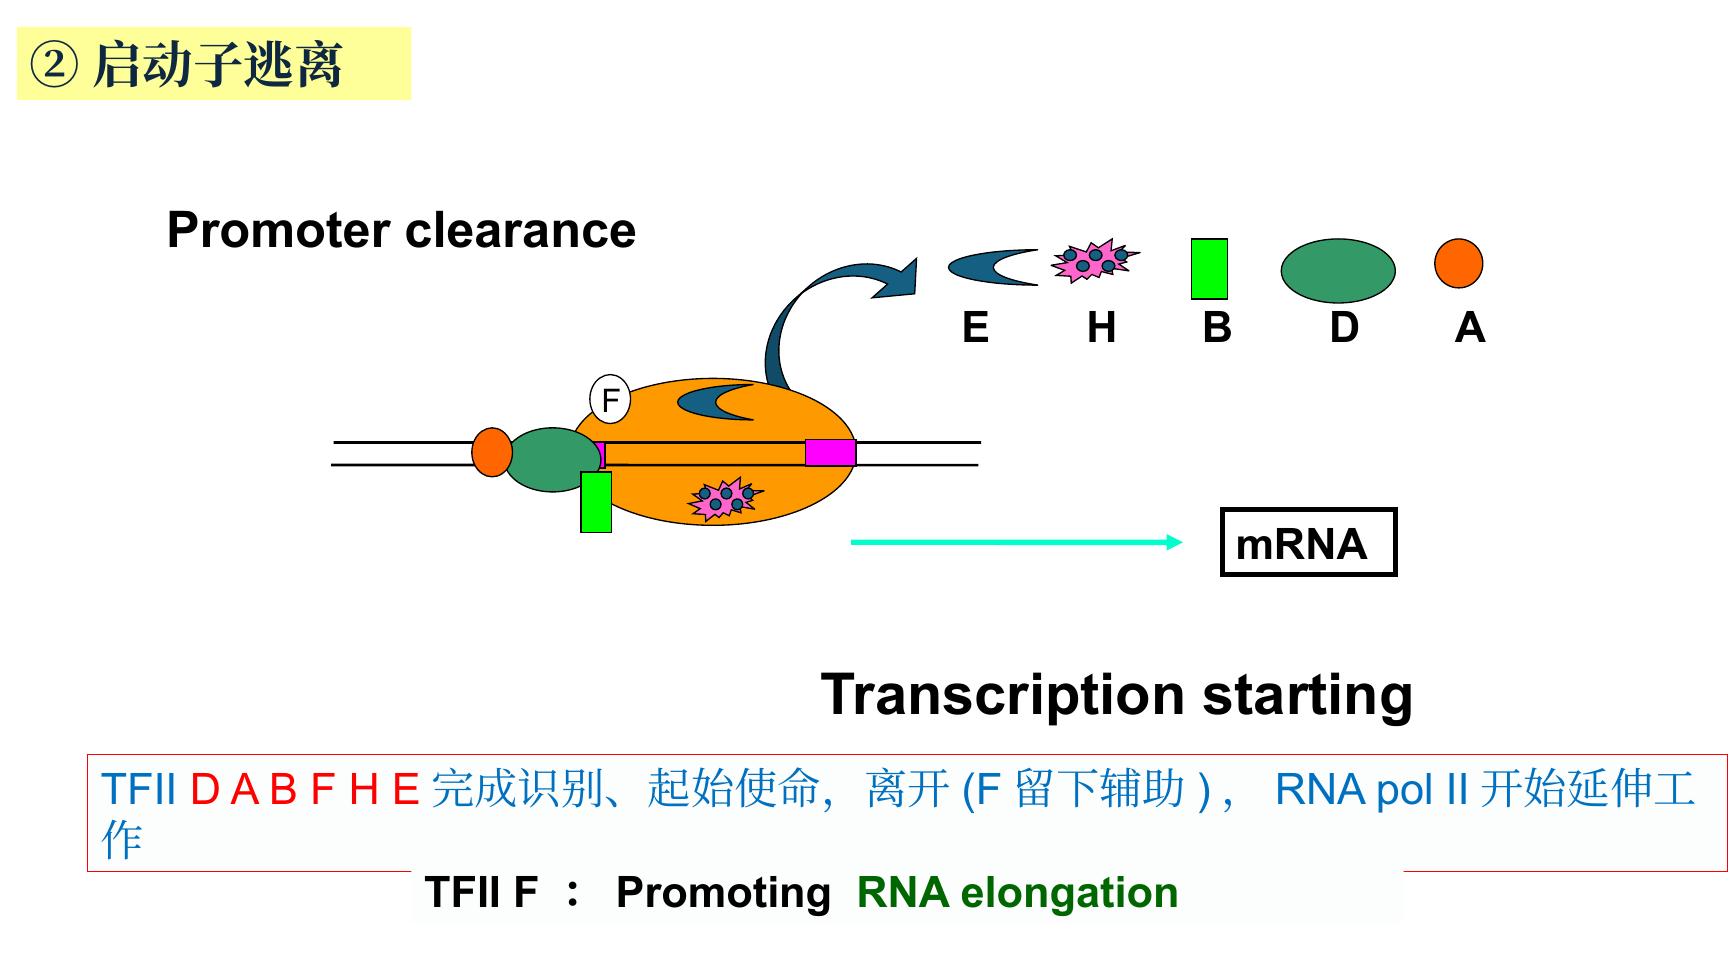 ② 启动子逃离
Promoter clearance
E H B D A
F
mRNA
Transcription starting
TFII D A B F H E 完成识别、起始使命，离开 (F 留下辅助 ) ， RNA pol II 开始延伸工
作
TFII F ： Promoting RNA elongation